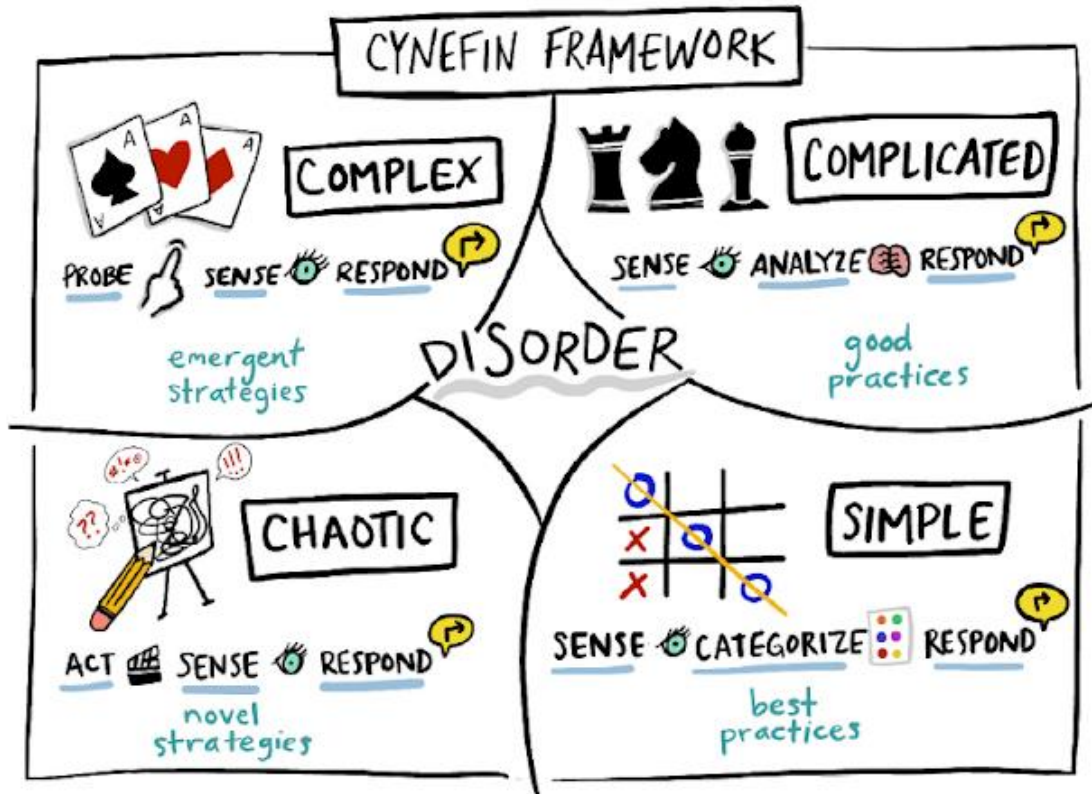 CYNEFIN FRAMEWORK
A
A
A
A
A
A
COMPLEX
PROBE SENSE RESPOND
emergent
strategies
COMPLICATED
SENSE ANALYZE RESPOND
good
practices
DISORDER
#!*@
!!!
??
CHAOTIC
ACT SENSE RESPOND
novel
strategies
O
X O
X O
SIMPLE
SENSE CATEGORIZE RESPOND
best
practices